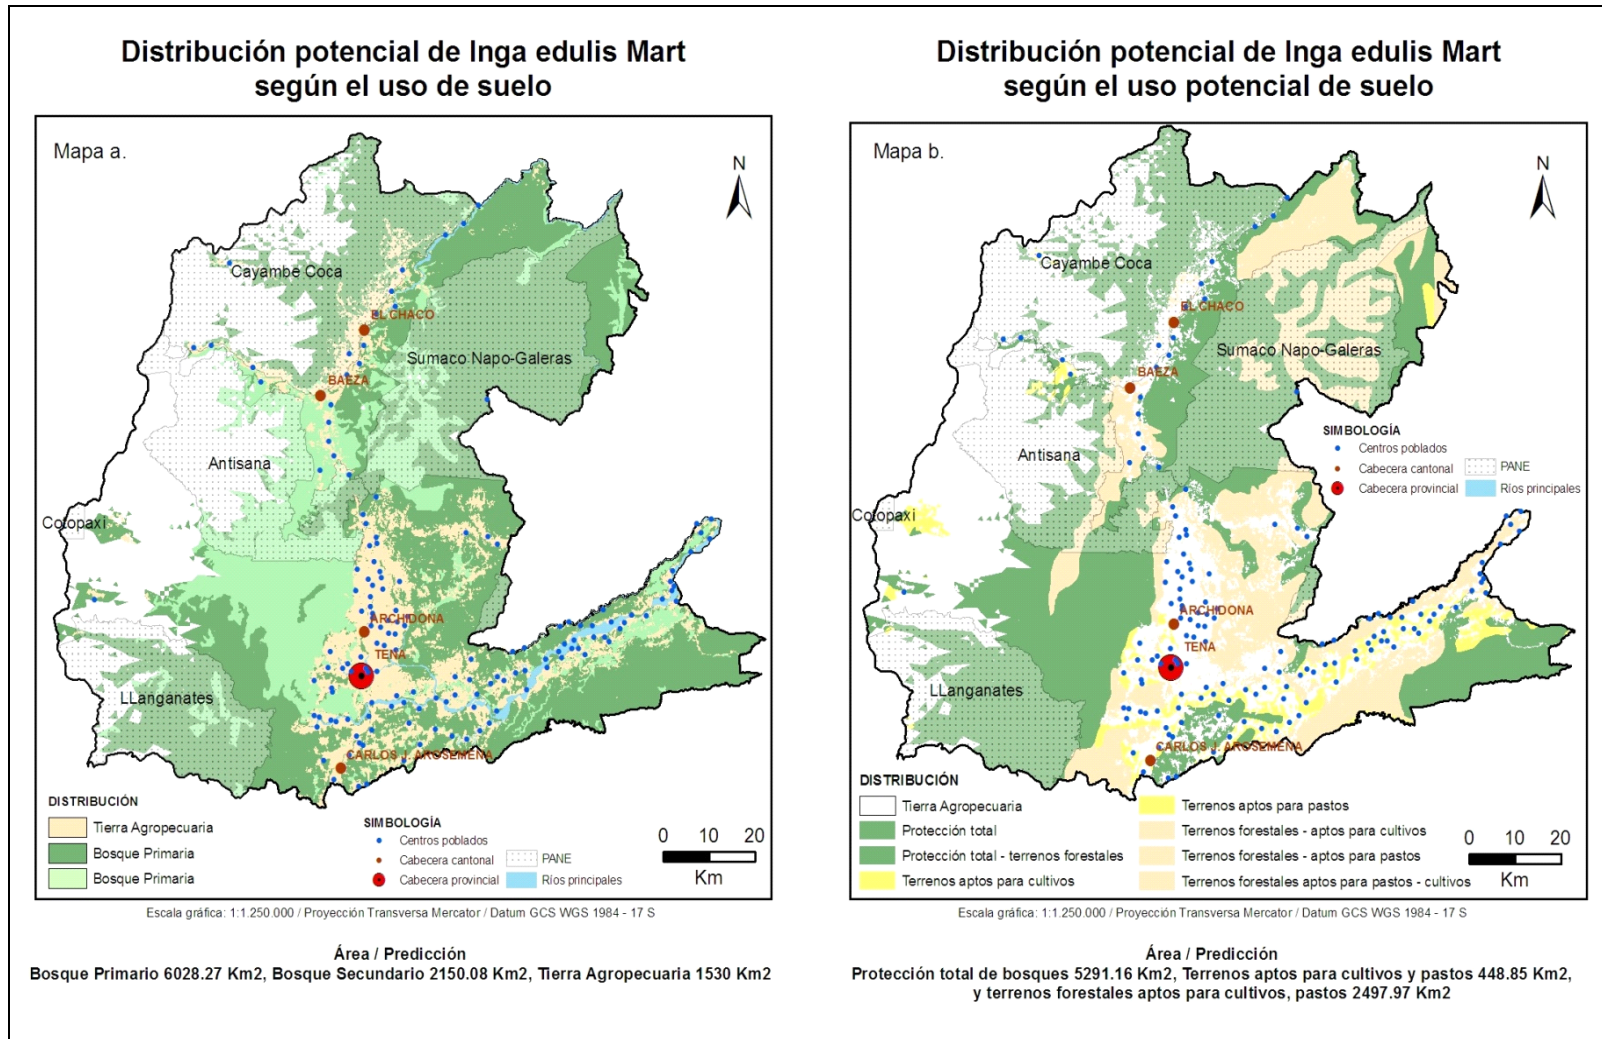 Distribución potencial de Inga edulis Mart
según el uso de suelo
Mapa a.
N
Cayambe Coca
EL CHACO
Sumaco Napo-Galeras
BAEZA
Antisana
Cotopaxi
ARCHIDONA
TENA
LLanganates
CARLOS J. AROSEMENA
DISTRIBUCIÓN
Tierra Agropecuaria
Bosque Primaria
Bosque Primaria
SIMBOLOGÍA
Centros poblados
Cabecera cantonal
Cabecera provincial
PANE
Ríos principales
0 10 20
Km
Escala gráfica: 1:1.250.000 / Proyección Transversa Mercator / Datum GCS WGS 1984 - 17 S
Área / Predicción
Bosque Primario 6028.27 Km2, Bosque Secundario 2150.08 Km2, Tierra Agropecuaria 1530 Km2
Distribución potencial de Inga edulis Mart
según el uso potencial de suelo
Mapa b.
N
Cayambe Coca
EL CHACO
Sumaco Napo-Galeras
BAEZA
Antisana
SIMBOLOGÍA
Centros poblados
Cabecera cantonal
Cabecera provincial
PANE
Ríos principales
Cotopaxi
ARCHIDONA
TENA
LLanganates
CARLOS J. AROSEMENA
DISTRIBUCIÓN
Tierra Agropecuaria
Protección total
Protección total - terrenos forestales
Terrenos aptos para cultivos
Terrenos aptos para pastos
Terrenos forestales - aptos para cultivos
Terrenos forestales - aptos para pastos
Terrenos forestales aptos para pastos - cultivos
0 10 20
Km
Escala gráfica: 1:1.250.000 / Proyección Transversa Mercator / Datum GCS WGS 1984 - 17 S
Área / Predicción
Protección total de bosques 5291.16 Km2, Terrenos aptos para cultivos y pastos 448.85 Km2,
y terrenos forestales aptos para cultivos, pastos 2497.97 Km2